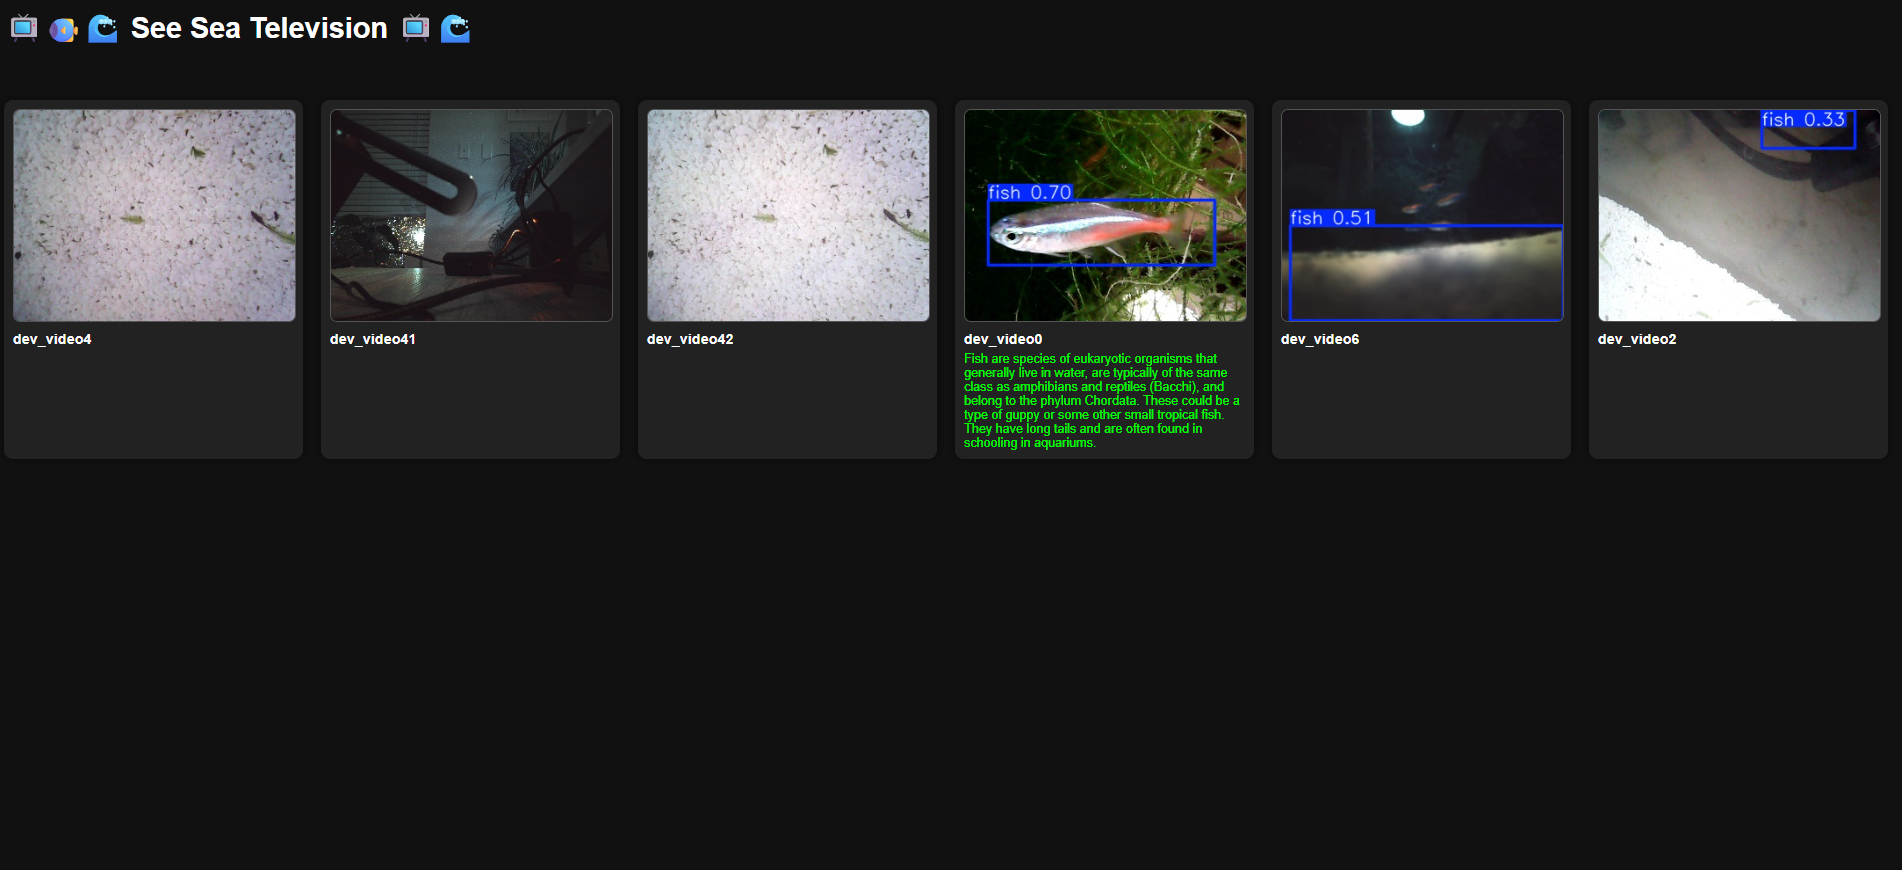 See Sea Television
dev_video4
dev_video41
dev_video42
fish 0.70
dev_video0
Fish are species of eukaryotic organisms that
generally live in water, are typically of the same
class as amphibians and reptiles (Bacchi), and
belong to the phylum Chordata. These could be a
type of guppy or some other small tropical fish.
They have long tails and are often found in
schooling in aquariums.
fish 0.51
dev_video6
fish 0.33
dev_video2